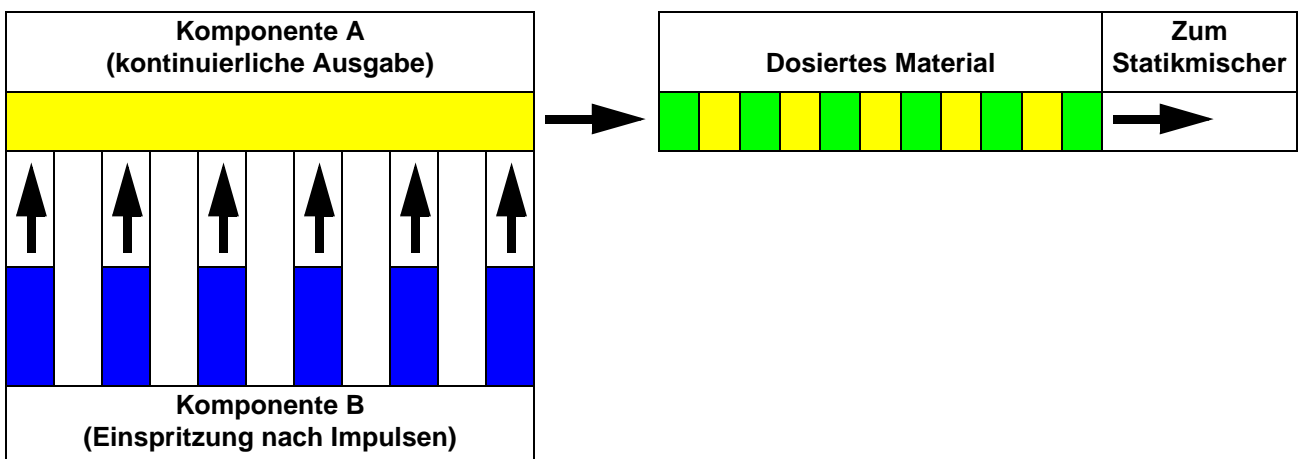 Komponente A
(kontinuierliche Ausgabe)
Dosiertes Material
Zum
Statikmischer
Komponente B
(Einspritzung nach Impulsen)